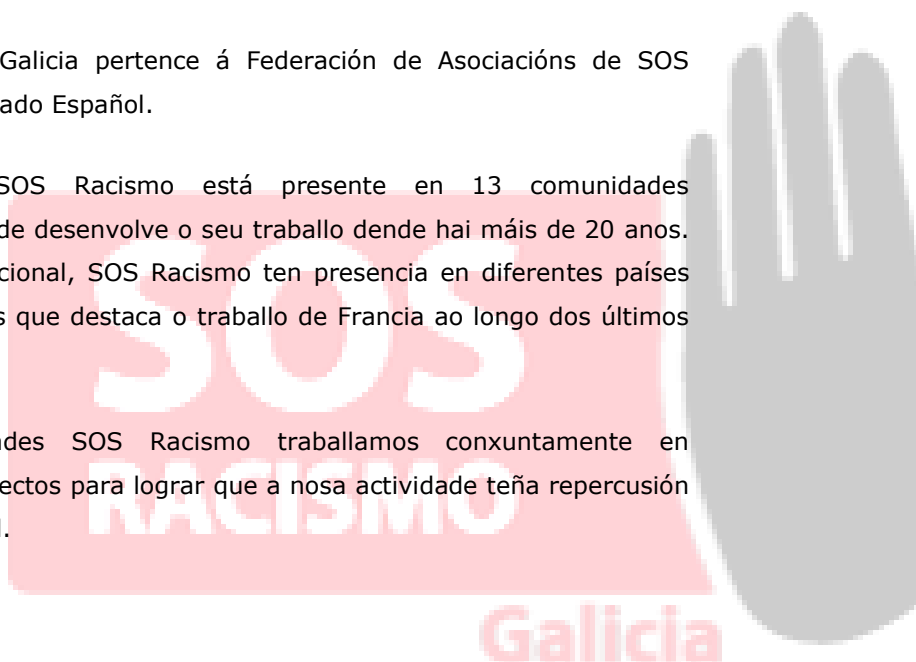 Galicia pertence á Federación de Asociacións de SOS
ado Español.
SOS Racismo está presente en 13 comunidades
de desenvolve o seu traballo dende hai máis de 20 anos.
cional, SOS Racismo ten presencia en diferentes países
s que destaca o traballo de Francia ao longo dos últimos
des SOS Racismo traballamos conxuntamente en
ectos para lograr que a nosa actividade teña repercusión
SOS
RACISMO
Galicia